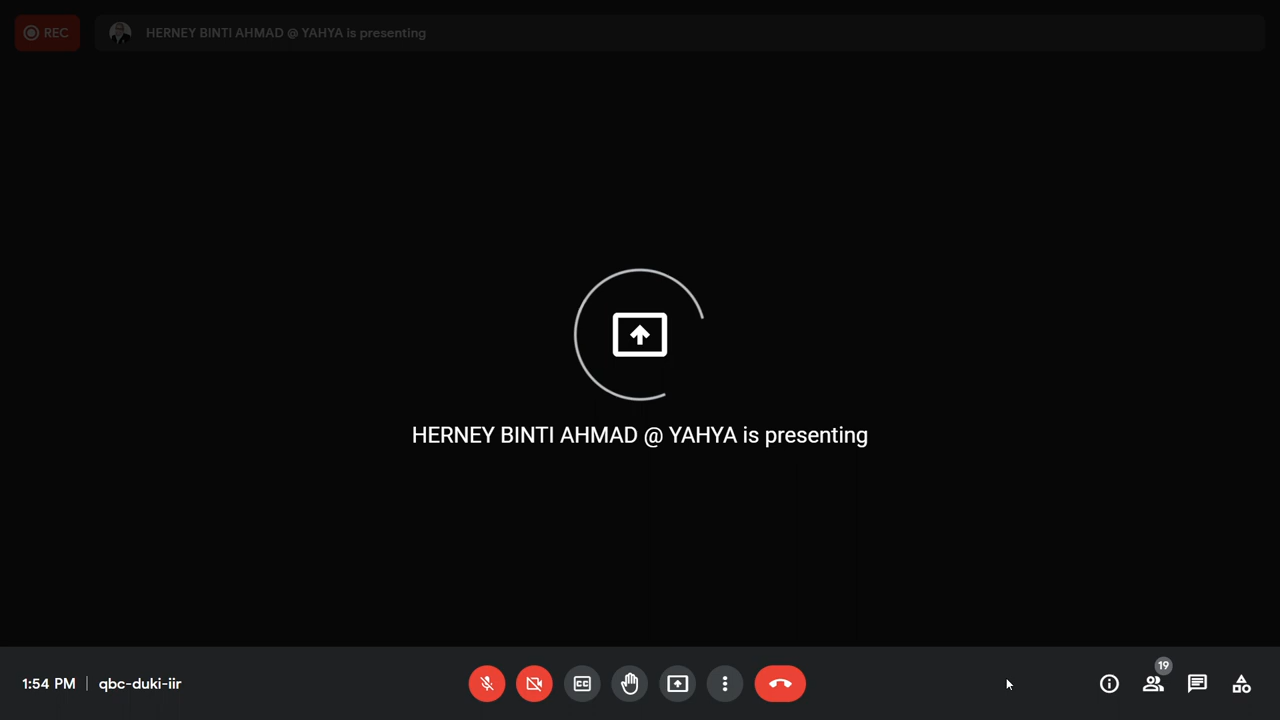 REC
HERNEY BINTI AHMAD @ YAHYA is presenting
HERNEY BINTI AHMAD @ YAHYA is presenting
1:54 PM | qbc-duki-iir
CC
19